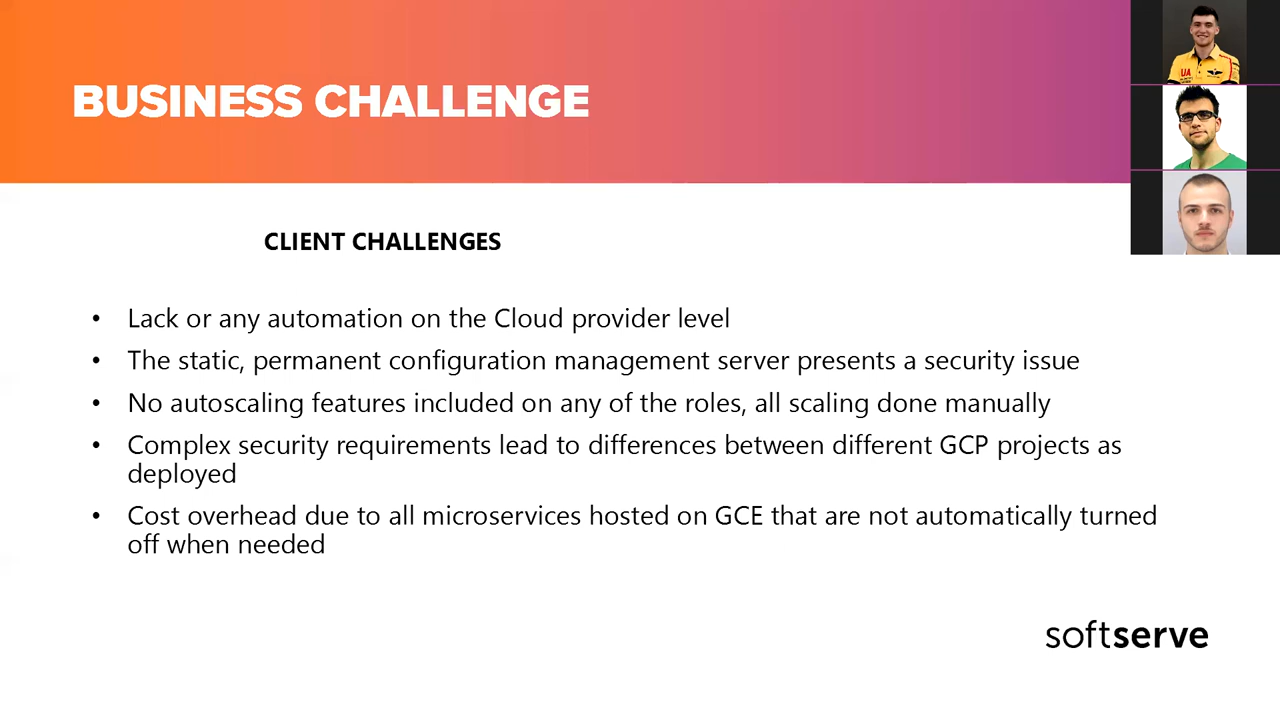 BUSINESS CHALLENGE
CLIENT CHALLENGES
• Lack or any automation on the Cloud provider level
• The static, permanent configuration management server presents a security issue
• No autoscaling features included on any of the roles, all scaling done manually
• Complex security requirements lead to differences between different GCP projects as
deployed
• Cost overhead due to all microservices hosted on GCE that are not automatically turned
off when needed
softserve
UA